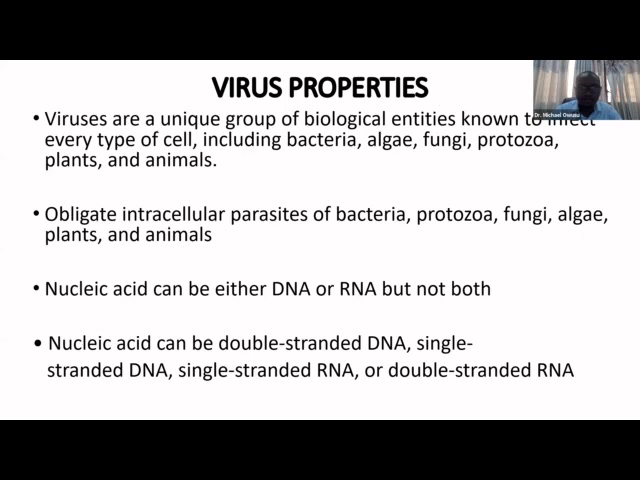 VIRUS PROPERTIES
Dr. Michael Owusu
• Viruses are a unique group of biological entities known to infect
every type of cell, including bacteria, algae, fungi, protozoa,
plants, and animals.
• Obligate intracellular parasites of bacteria, protozoa, fungi, algae,
plants, and animals
• Nucleic acid can be either DNA or RNA but not both
• Nucleic acid can be double-stranded DNA, single-
stranded DNA, single-stranded RNA, or double-stranded RNA